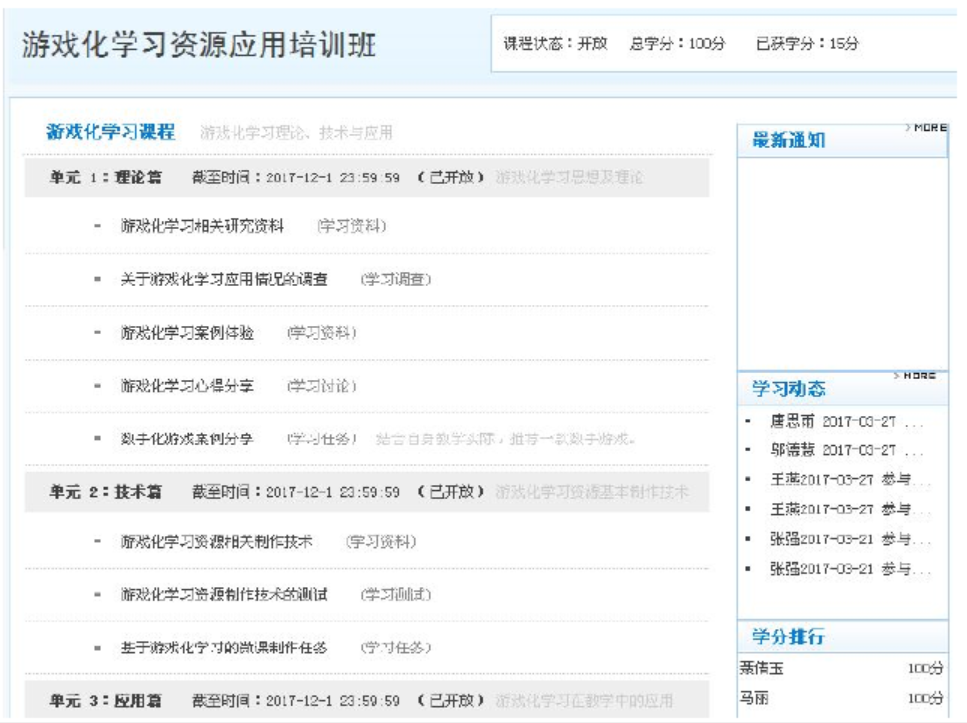 游戏化学习资源应用培训班
课程状态：开放 总学分：100分 已获学分：15分
游戏化学习课程 游戏化学习理论、技术与应用
单元 1：理论篇 截至时间：2017-12-1 23:59:59 （已开放）游戏化学习思想及理论
- 游戏化学习相关研究资料 （学习资料）
- 关于游戏化学习应用情况的调查 （学习调查）
- 游戏化学习案例体验 （学习资料）
- 游戏化学习心得分享 （学习讨论）
- 数字化游戏案例分享 （学习任务） 结合自身教学实际，推荐一款数字游戏。
单元 2：技术篇 截至时间：2017-12-1 23:59:59 （已开放）游戏化学习资源基本制作技术
- 游戏化学习资源相关制作技术 （学习资料）
- 游戏化学习资源制作技术的测试 （学习测试）
- 基于游戏化学习的微课制作任务 （学习任务）
单元 3：应用篇 截至时间：2017-12-1 23:59:59 （已开放）游戏化学习在教学中的应用
最新通知 > MORE
学习动态 > MORE
唐思雨 2017-03-27 ...
邬德慧 2017-03-27 ...
王燕2017-03-27 参与...
王燕2017-03-27 参与...
张强2017-03-21 参与...
张强2017-03-21 参与...
学分排行
聂倩玉 100分
马丽 100分